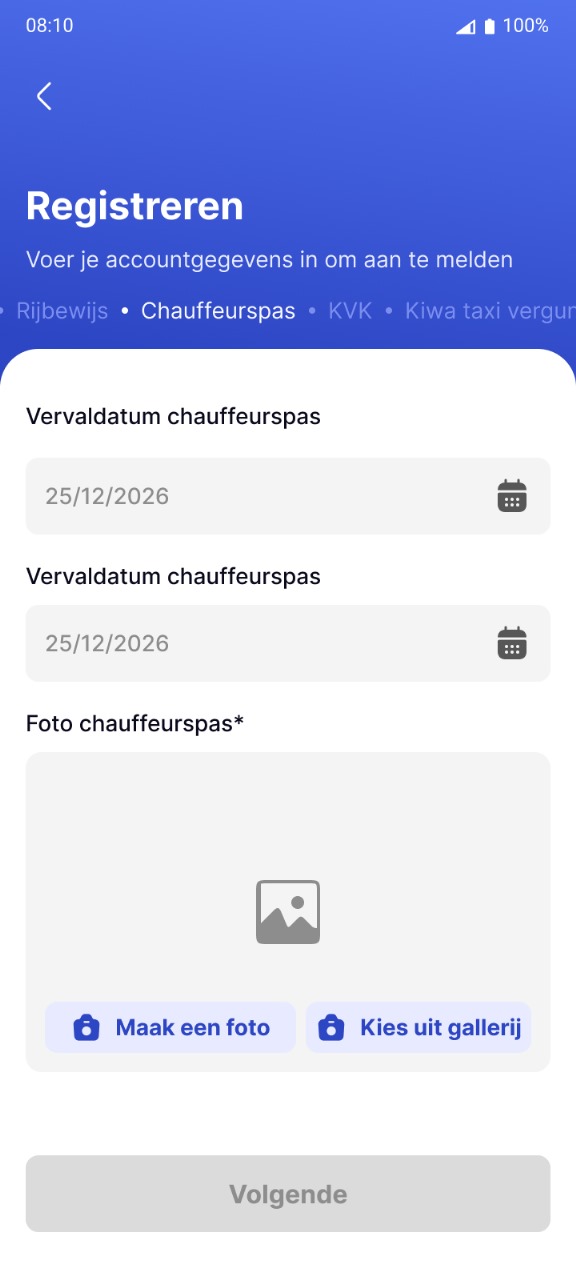 08:10 100%
Registreren
Voer je accountgegevens in om aan te melden
• Rijbewijs • Chauffeurspas • KVK • Kiwa taxi vergun
Vervaldatum chauffeurspas
25/12/2026
Vervaldatum chauffeurspas
25/12/2026
Foto chauffeurspas*
Maak een foto Kies uit gallerij
Volgende